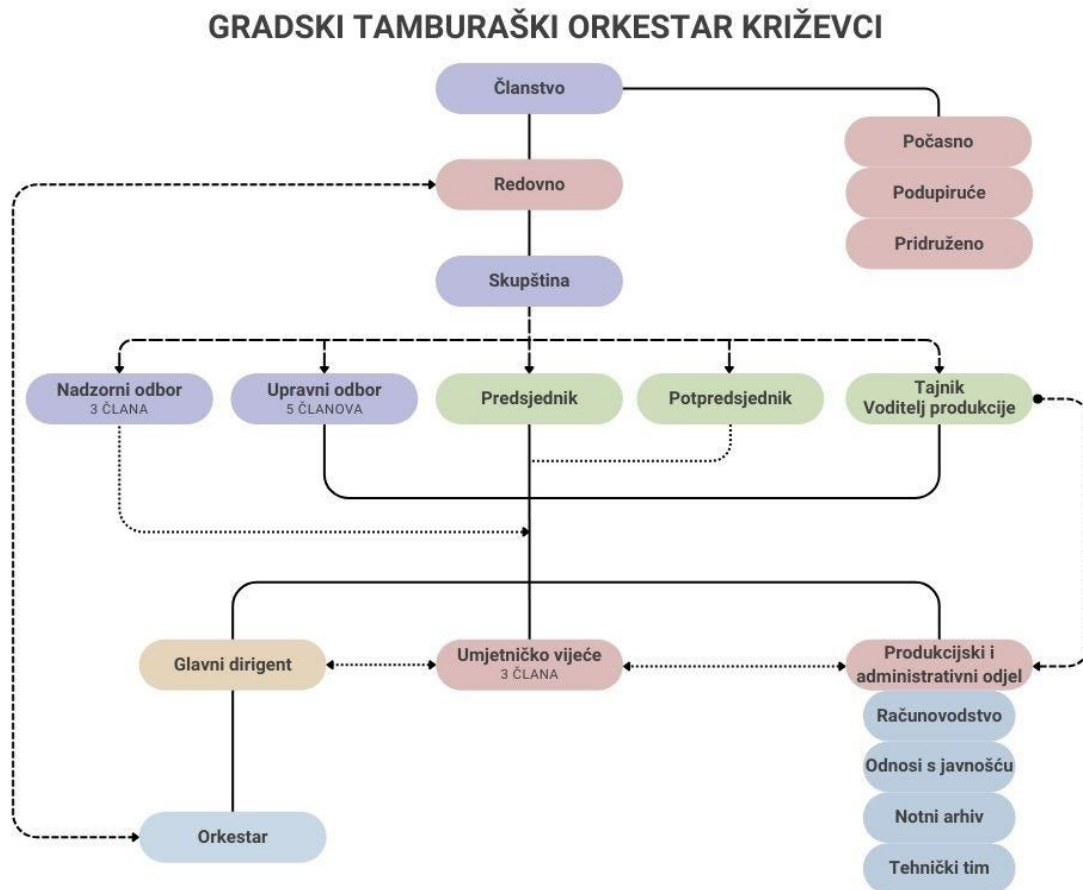 GRADSKI TAMBURAŠKI ORKESTAR KRIŽEVCI
Članstvo
Počasno
Redovno
Podupiruće
Pridruženo
Skupština
Nadzorni odbor
3 ČLANA
Upravni odbor
5 ČLANOVA
Predsjednik
Potpredsjednik
Tajnik
Voditelj produkcije
Glavni dirigent
Umjetničko vijeće
3 ČLANA
Produkcijski i
administrativni odjel
Računovodstvo
Odnosi s javnošću
Notni arhiv
Orkestar
Tehnički tim